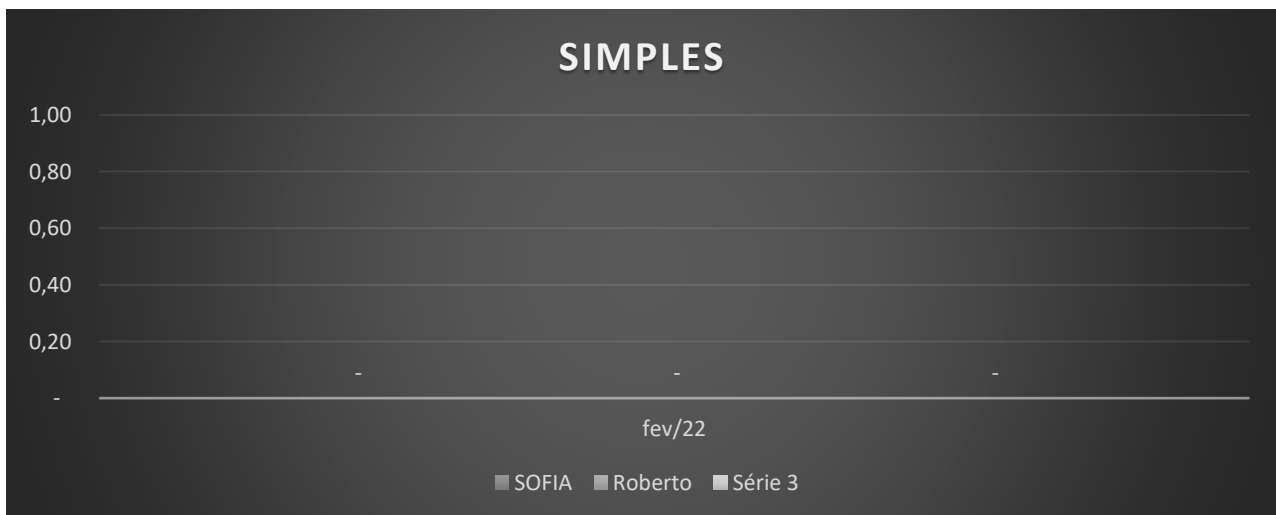 SIMPLES
1,00
0,80
0,60
0,40
0,20
- - -
-
fev/22
SOFIA Roberto Série 3